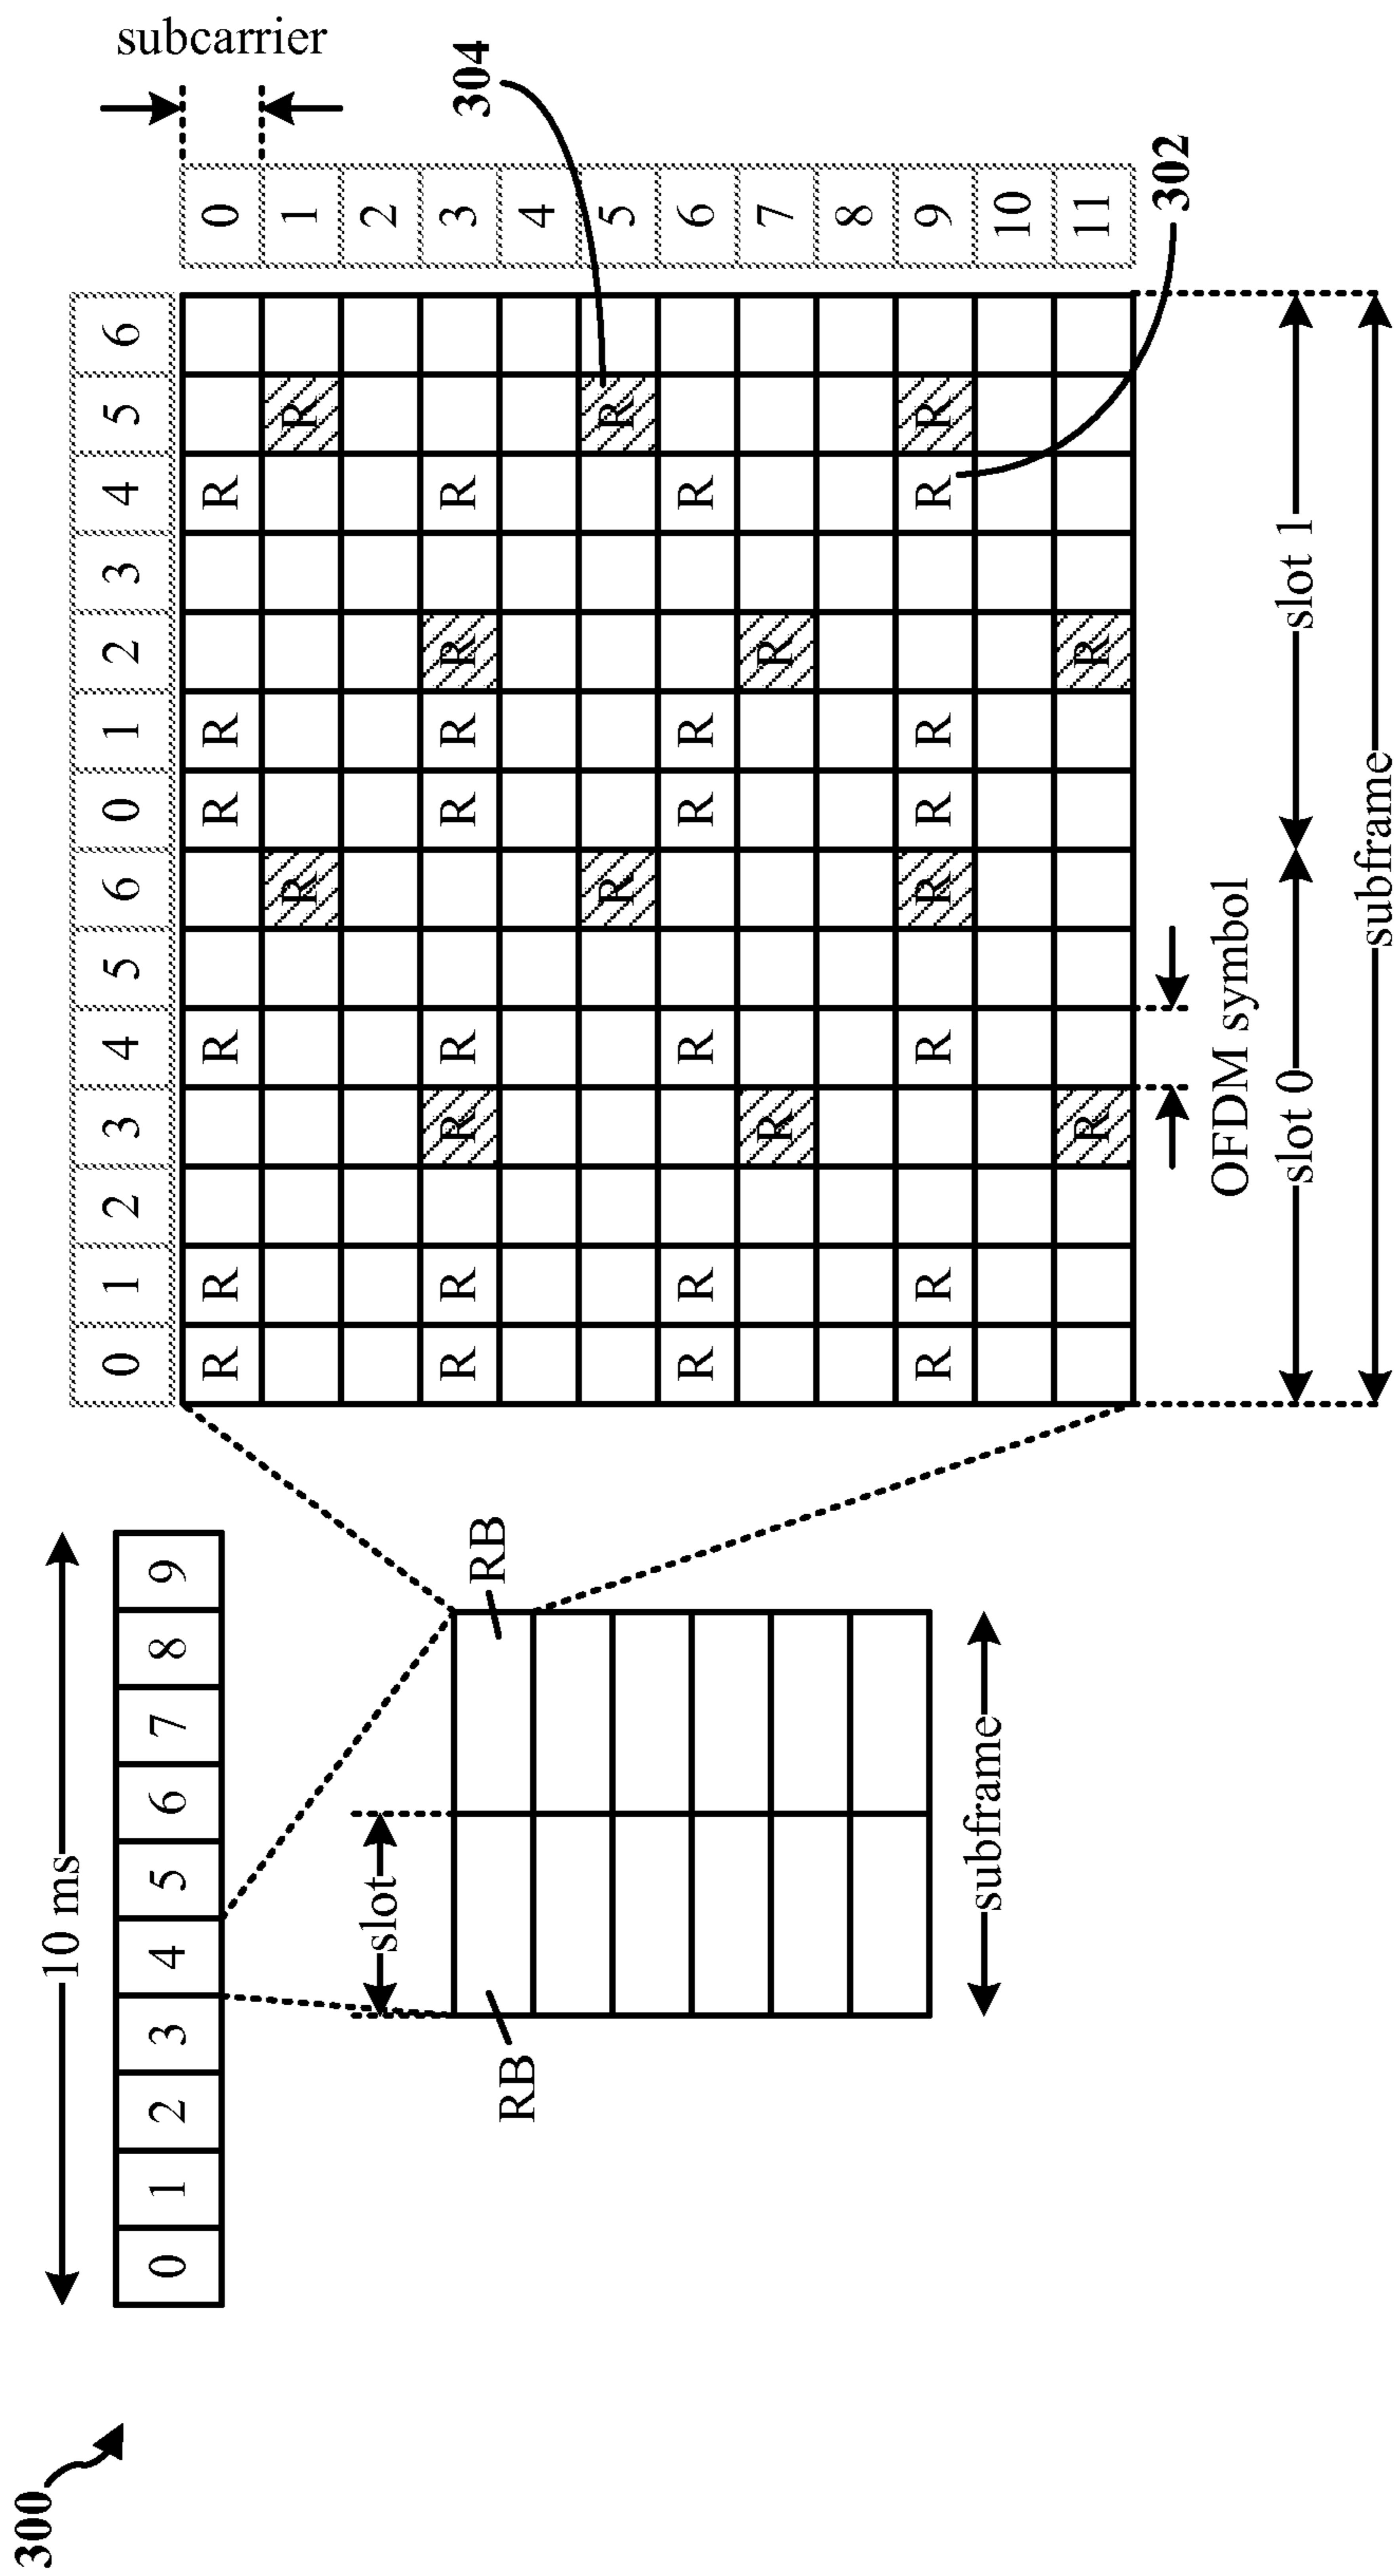 300
10 ms
0 1 2 3 4 5 6 7 8 9
slot
RB
RB
subframe
0 1 2 3 4 5 6 0 1 2 3 4 5 6
subcarrier
R R R R R R 0
R R 1
2
R R R R R R R R 3
4
R R 5
R R R R R R 6
R R 7
8
R R R R R R R R 9
10
R R 11
304
302
OFDM symbol
slot 0 slot 1
subframe